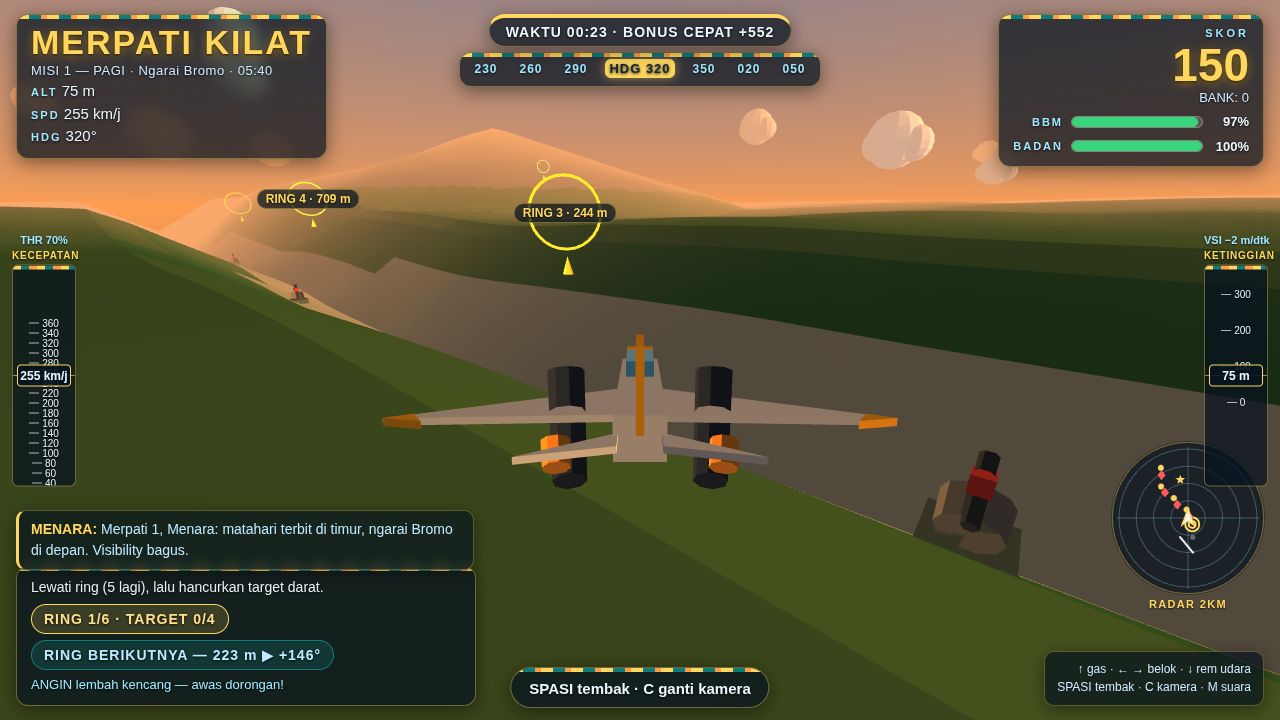 MERPATI KILAT
MISI 1 — PAGI · Ngarai Bromo · 05:40
ALT 75 m
SPD 255 km/j
HDG 320°
WAKTU 00:23 · BONUS CEPAT +552
230 260 290 HDG 320 350 020 050
SKOR
150
BANK: 0
BBM 97%
BADAN 100%
RING 4 · 709 m
RING 3 · 244 m
THR 70%
KECEPATAN
360
340
320
300
280
255 km/j
220
200
180
160
140
120
100
80
60
40
VSI −2 m/dtk
KETINGGIAN
300
200
75 m
0
RADAR 2KM
MENARA: Merpati 1, Menara: matahari terbit di timur, ngarai Bromo
di depan. Visibility bagus.
Lewati ring (5 lagi), lalu hancurkan target darat.
RING 1/6 · TARGET 0/4
RING BERIKUTNYA — 223 m ▶ +146°
ANGIN lembah kencang — awas dorongan!
SPASI tembak · C ganti kamera
↑ gas · ← → belok · ↓ rem udara
SPASI tembak · C kamera · M suara